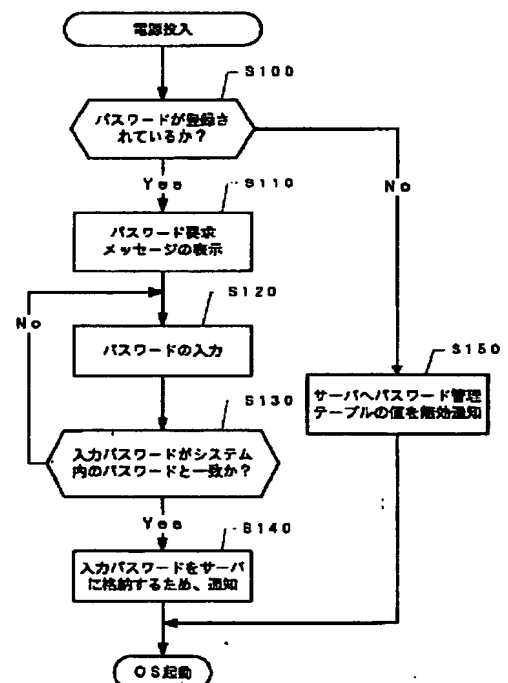 電源投入
S100
パスワードが登録さ
れているか?
Yes
No
S110
パスワード要求
メッセージの表示
S120
No
パスワードの入力
S150
サーバへパスワード管理
テーブルの値を無効通知
S130
入力パスワードがシステム
内のパスワードと一致か?
Yes
S140
入力パスワードをサーバ
に格納するため、通知
OS起動